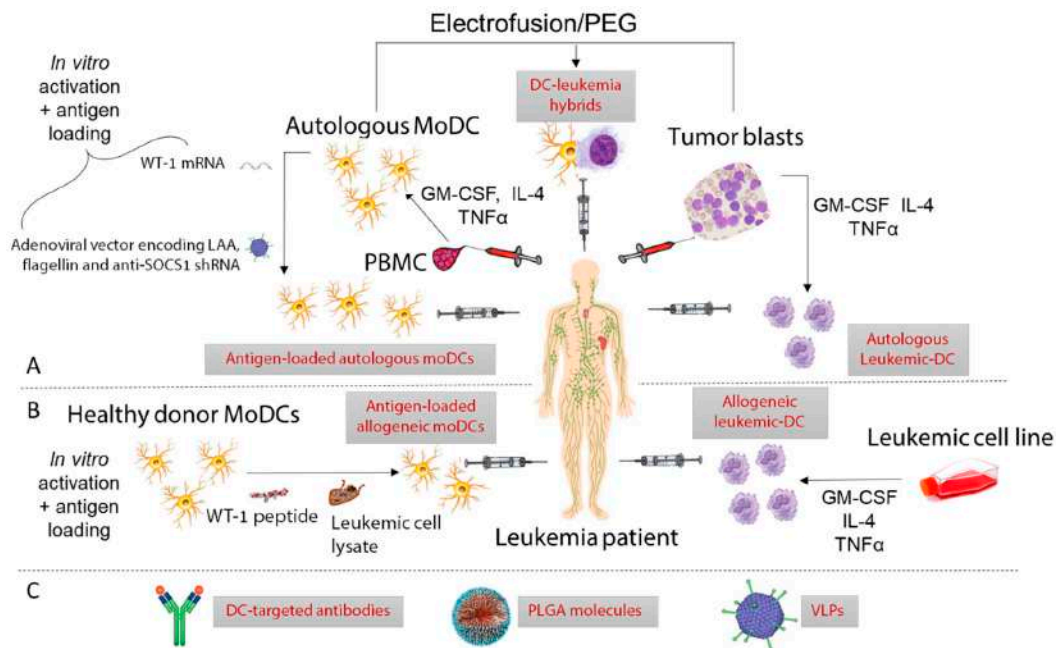 Electrofusion/PEG
In vitro
activation
+ antigen
loading
DC-leukemia
hybrids
Autologous MoDC
Tumor blasts
WT-1 mRNA
GM-CSF, IL-4
TNFα
GM-CSF IL-4
TNFα
Adenoviral vector encoding LAA,
flagellin and anti-SOCS1 shRNA
PBMC
Antigen-loaded autologous moDCs
Autologous
Leukemic-DC
A
B
Healthy donor MoDCs
Antigen-loaded
allogeneic moDCs
Allogeneic
leukemic-DC
Leukemic cell line
In vitro
activation
+ antigen
loading
WT-1 peptide
Leukemic cell
lysate
GM-CSF
IL-4
TNFα
Leukemia patient
C
DC-targeted antibodies
PLGA molecules
VLPs